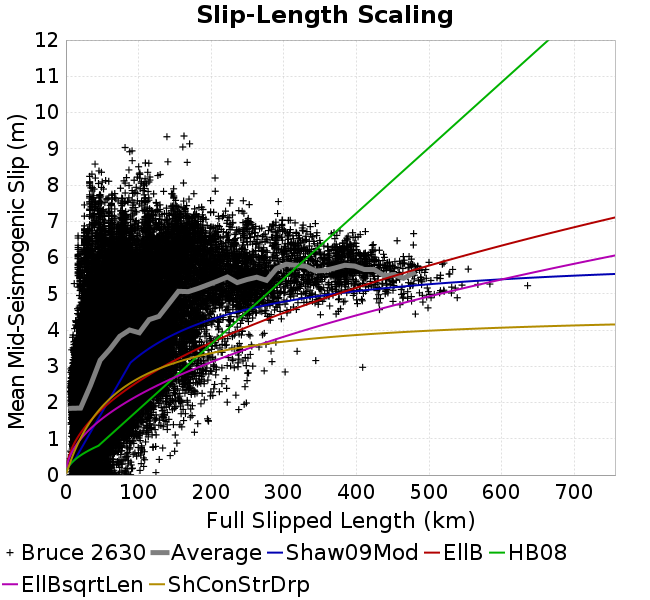 Slip-Length Scaling
12
11
10
9
8
7
6
5
4
3
2
1
0
Mean Mid-Seismogenic Slip (m)
0 100 200 300 400 500 600 700
Full Slipped Length (km)
Bruce 2630 Average Shaw09Mod EllB HB08
EllBsqrtLen ShConStrDrp